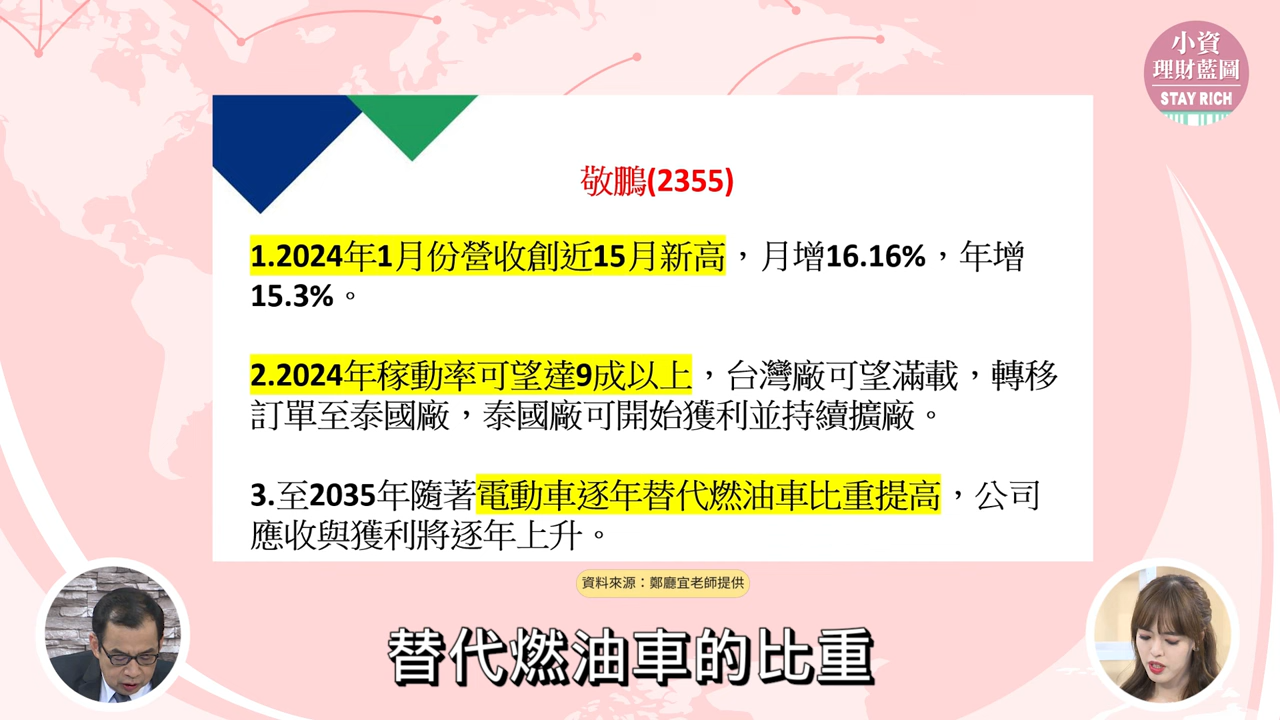 小資
理財藍圖
STAY RICH
敬鵬(2355)
1.2024年1月份營收創近15月新高，月增16.16%，年增
15.3%。
2.2024年稼動率可望達9成以上，台灣廠可望滿載，轉移
訂單至泰國廠，泰國廠可開始獲利並持續擴廠。
3.至2035年隨著電動車逐年替代燃油車比重提高，公司
應收與獲利將逐年上升。
資料來源：鄭廳宜老師提供
替代燃油車的比重